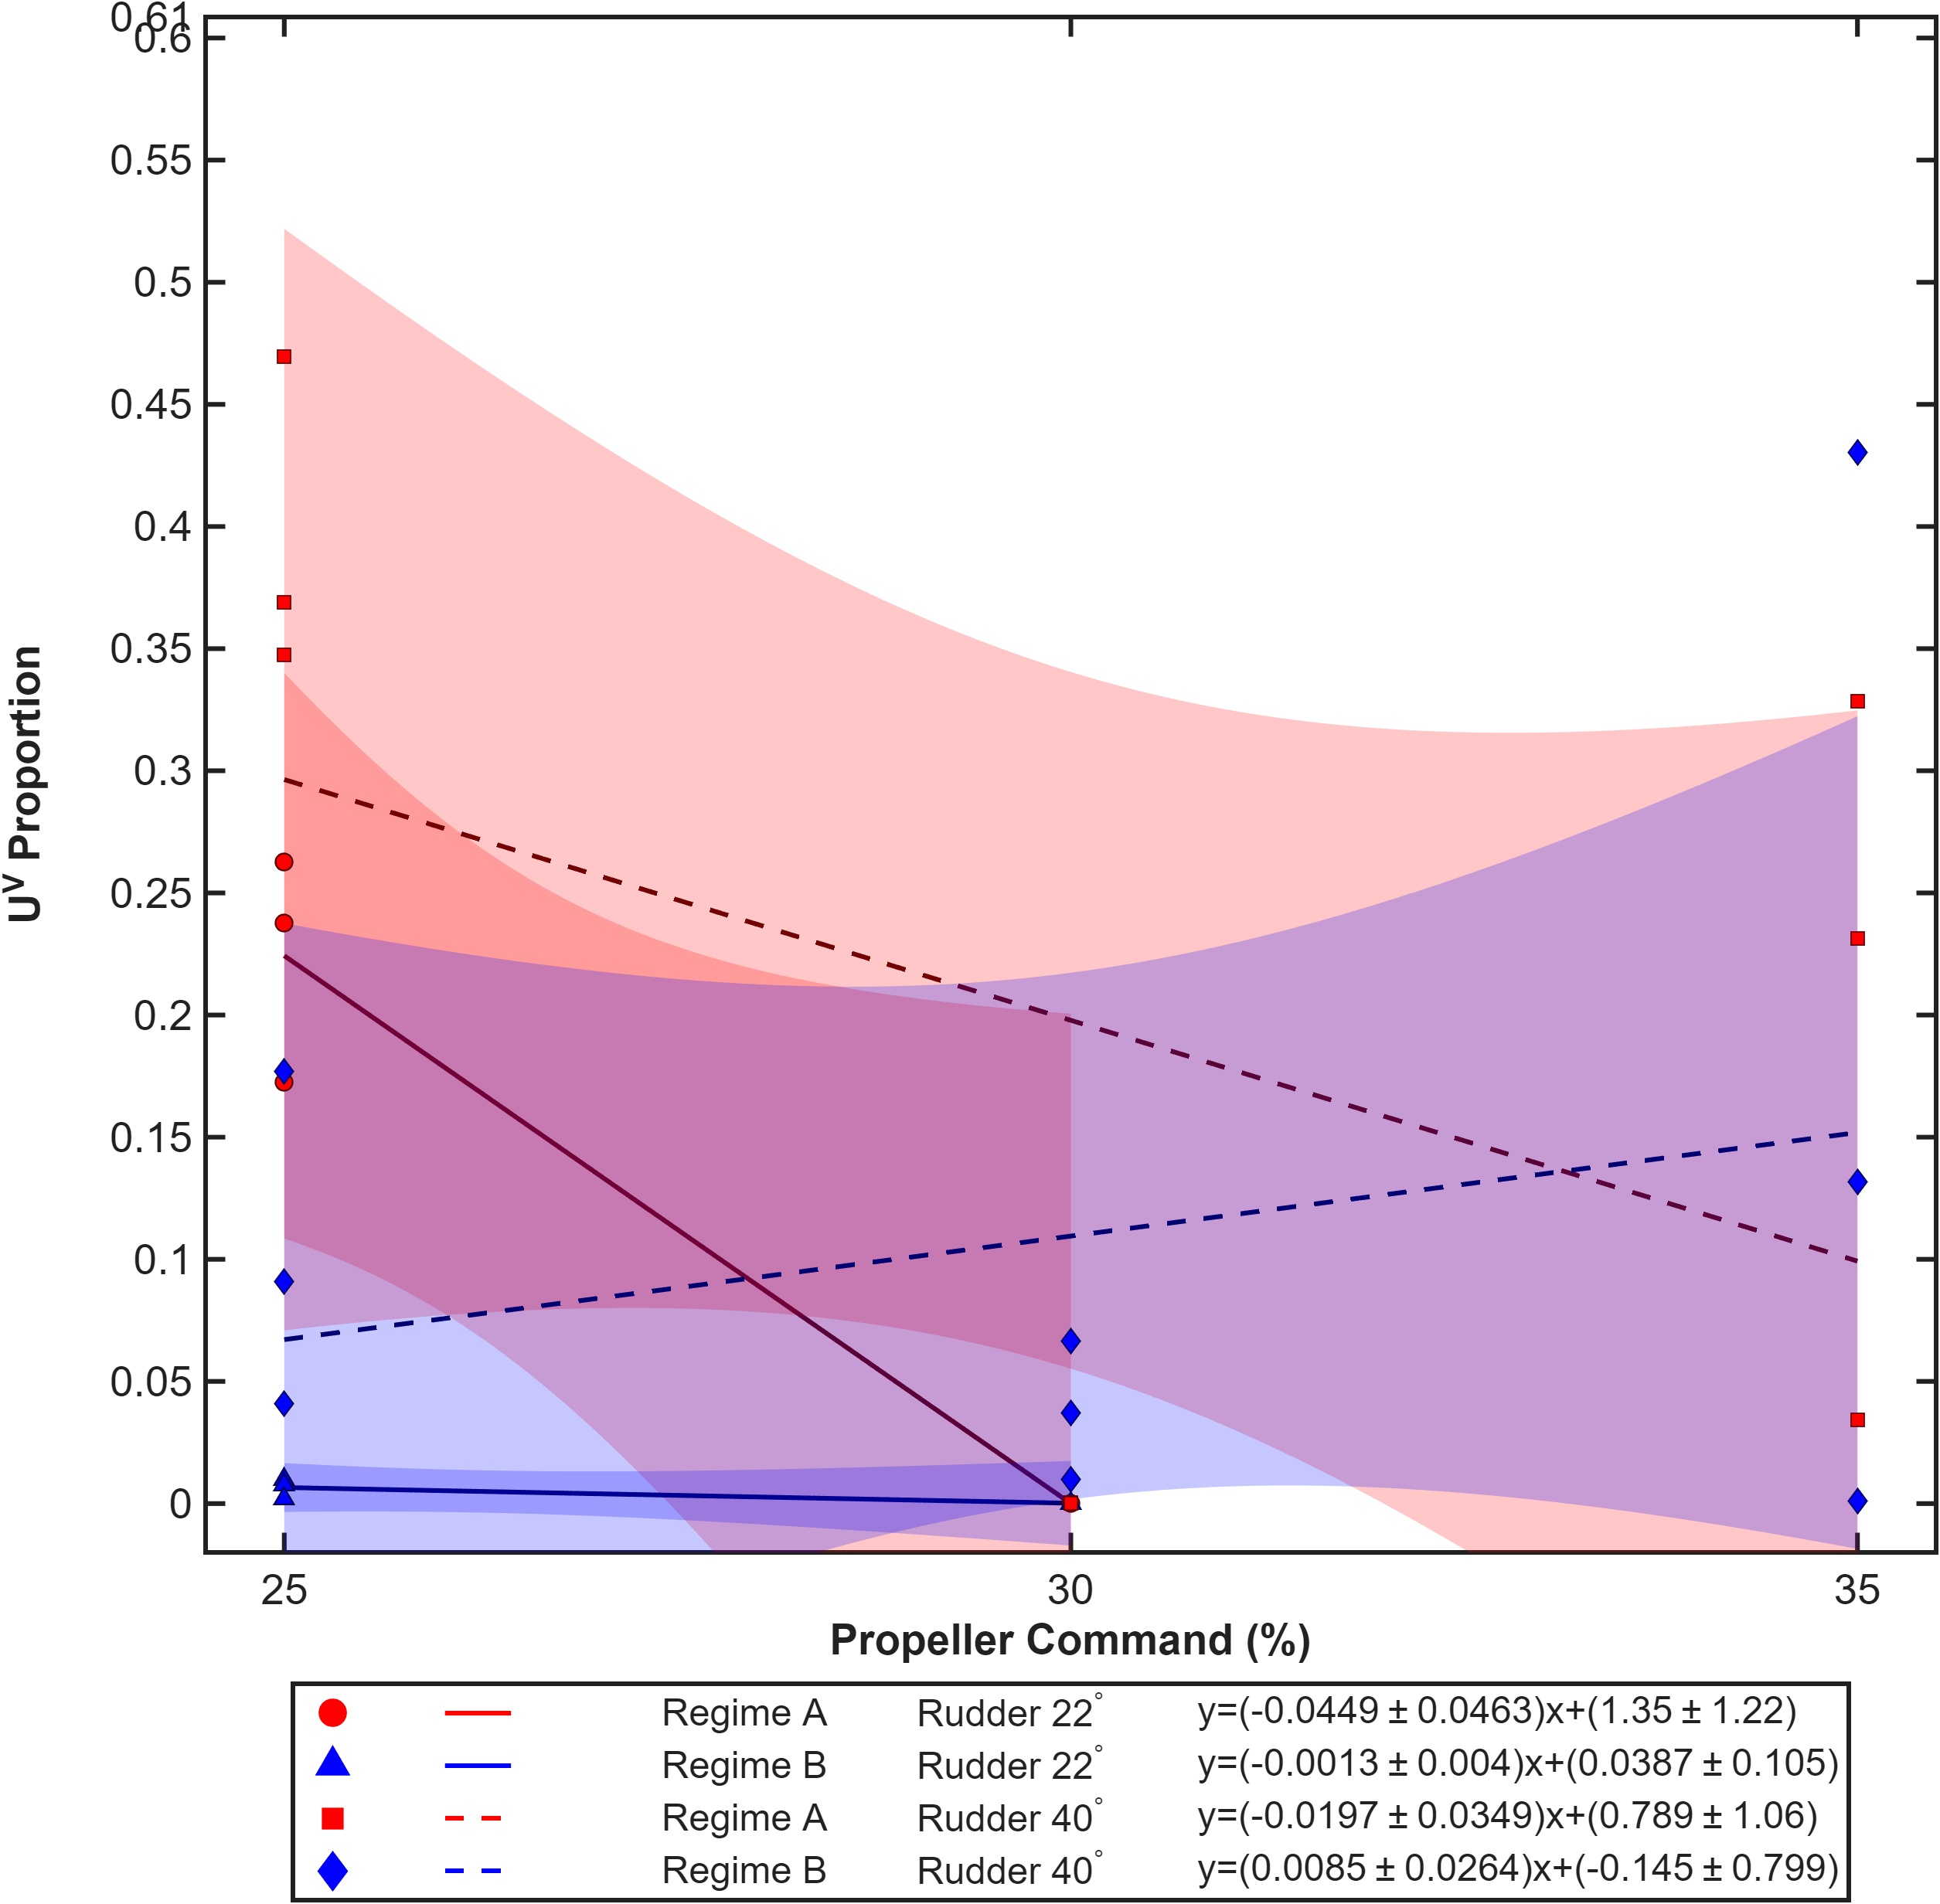 0.61
0.6
0.55
0.5
0.45
0.4
0.35
0.3
0.25
0.2
0.15
0.1
0.05
0
U^V Proportion
25 30 35
Propeller Command (%)
Regime A Rudder 22° y=(-0.0449 ± 0.0463)x+(1.35 ± 1.22)
Regime B Rudder 22° y=(-0.0013 ± 0.004)x+(0.0387 ± 0.105)
Regime A Rudder 40° y=(-0.0197 ± 0.0349)x+(0.789 ± 1.06)
Regime B Rudder 40° y=(0.0085 ± 0.0264)x+(-0.145 ± 0.799)